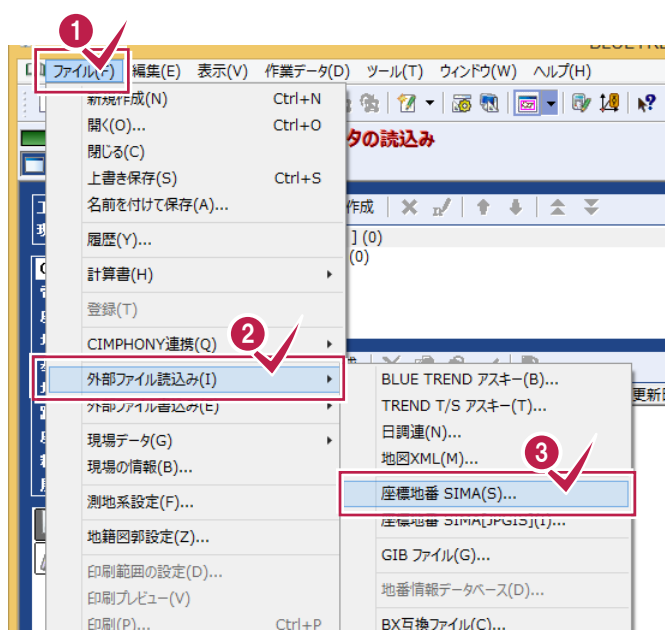 1
BLUETRE
ファイル(F) 編集(E) 表示(V) 作業データ(D) ツール(T) ウィンドウ(W) ヘルプ(H)
新規作成(N) Ctrl+N
開く(O)... Ctrl+O
タの読込み
閉じる(C)
上書き保存(S) Ctrl+S
名前を付けて保存(A)...
作成
履歴(Y)...
] (0)
(0)
計算書(H)
登録(T)
CIMPHONY連携(Q)
2
外部ファイル読込み(I)
BLUE TREND アスキー(B)...
更新日
外部ファイル書込み(E)
TREND T/S アスキー(T)...
現場データ(G)
日調連(N)...
現場の情報(B)...
地図XML(M)...
3
測地系設定(F)...
座標地番 SIMA(S)...
座標地番 SIMA[JPGIS](I)...
地籍図郭設定(Z)...
GIB ファイル(G)...
印刷範囲の設定(D)...
地番情報データベース(D)...
印刷プレビュー(V)
印刷(P)... Ctrl+P
BX互換ファイル(C)...